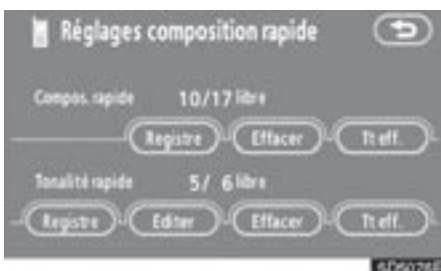 Réglages composition rapide
Compos. rapide 10/17 libre
Registre Effacer Tt eff.
Tonalité rapide 5/ 6 libre
Registre Editer Effacer Tt eff.